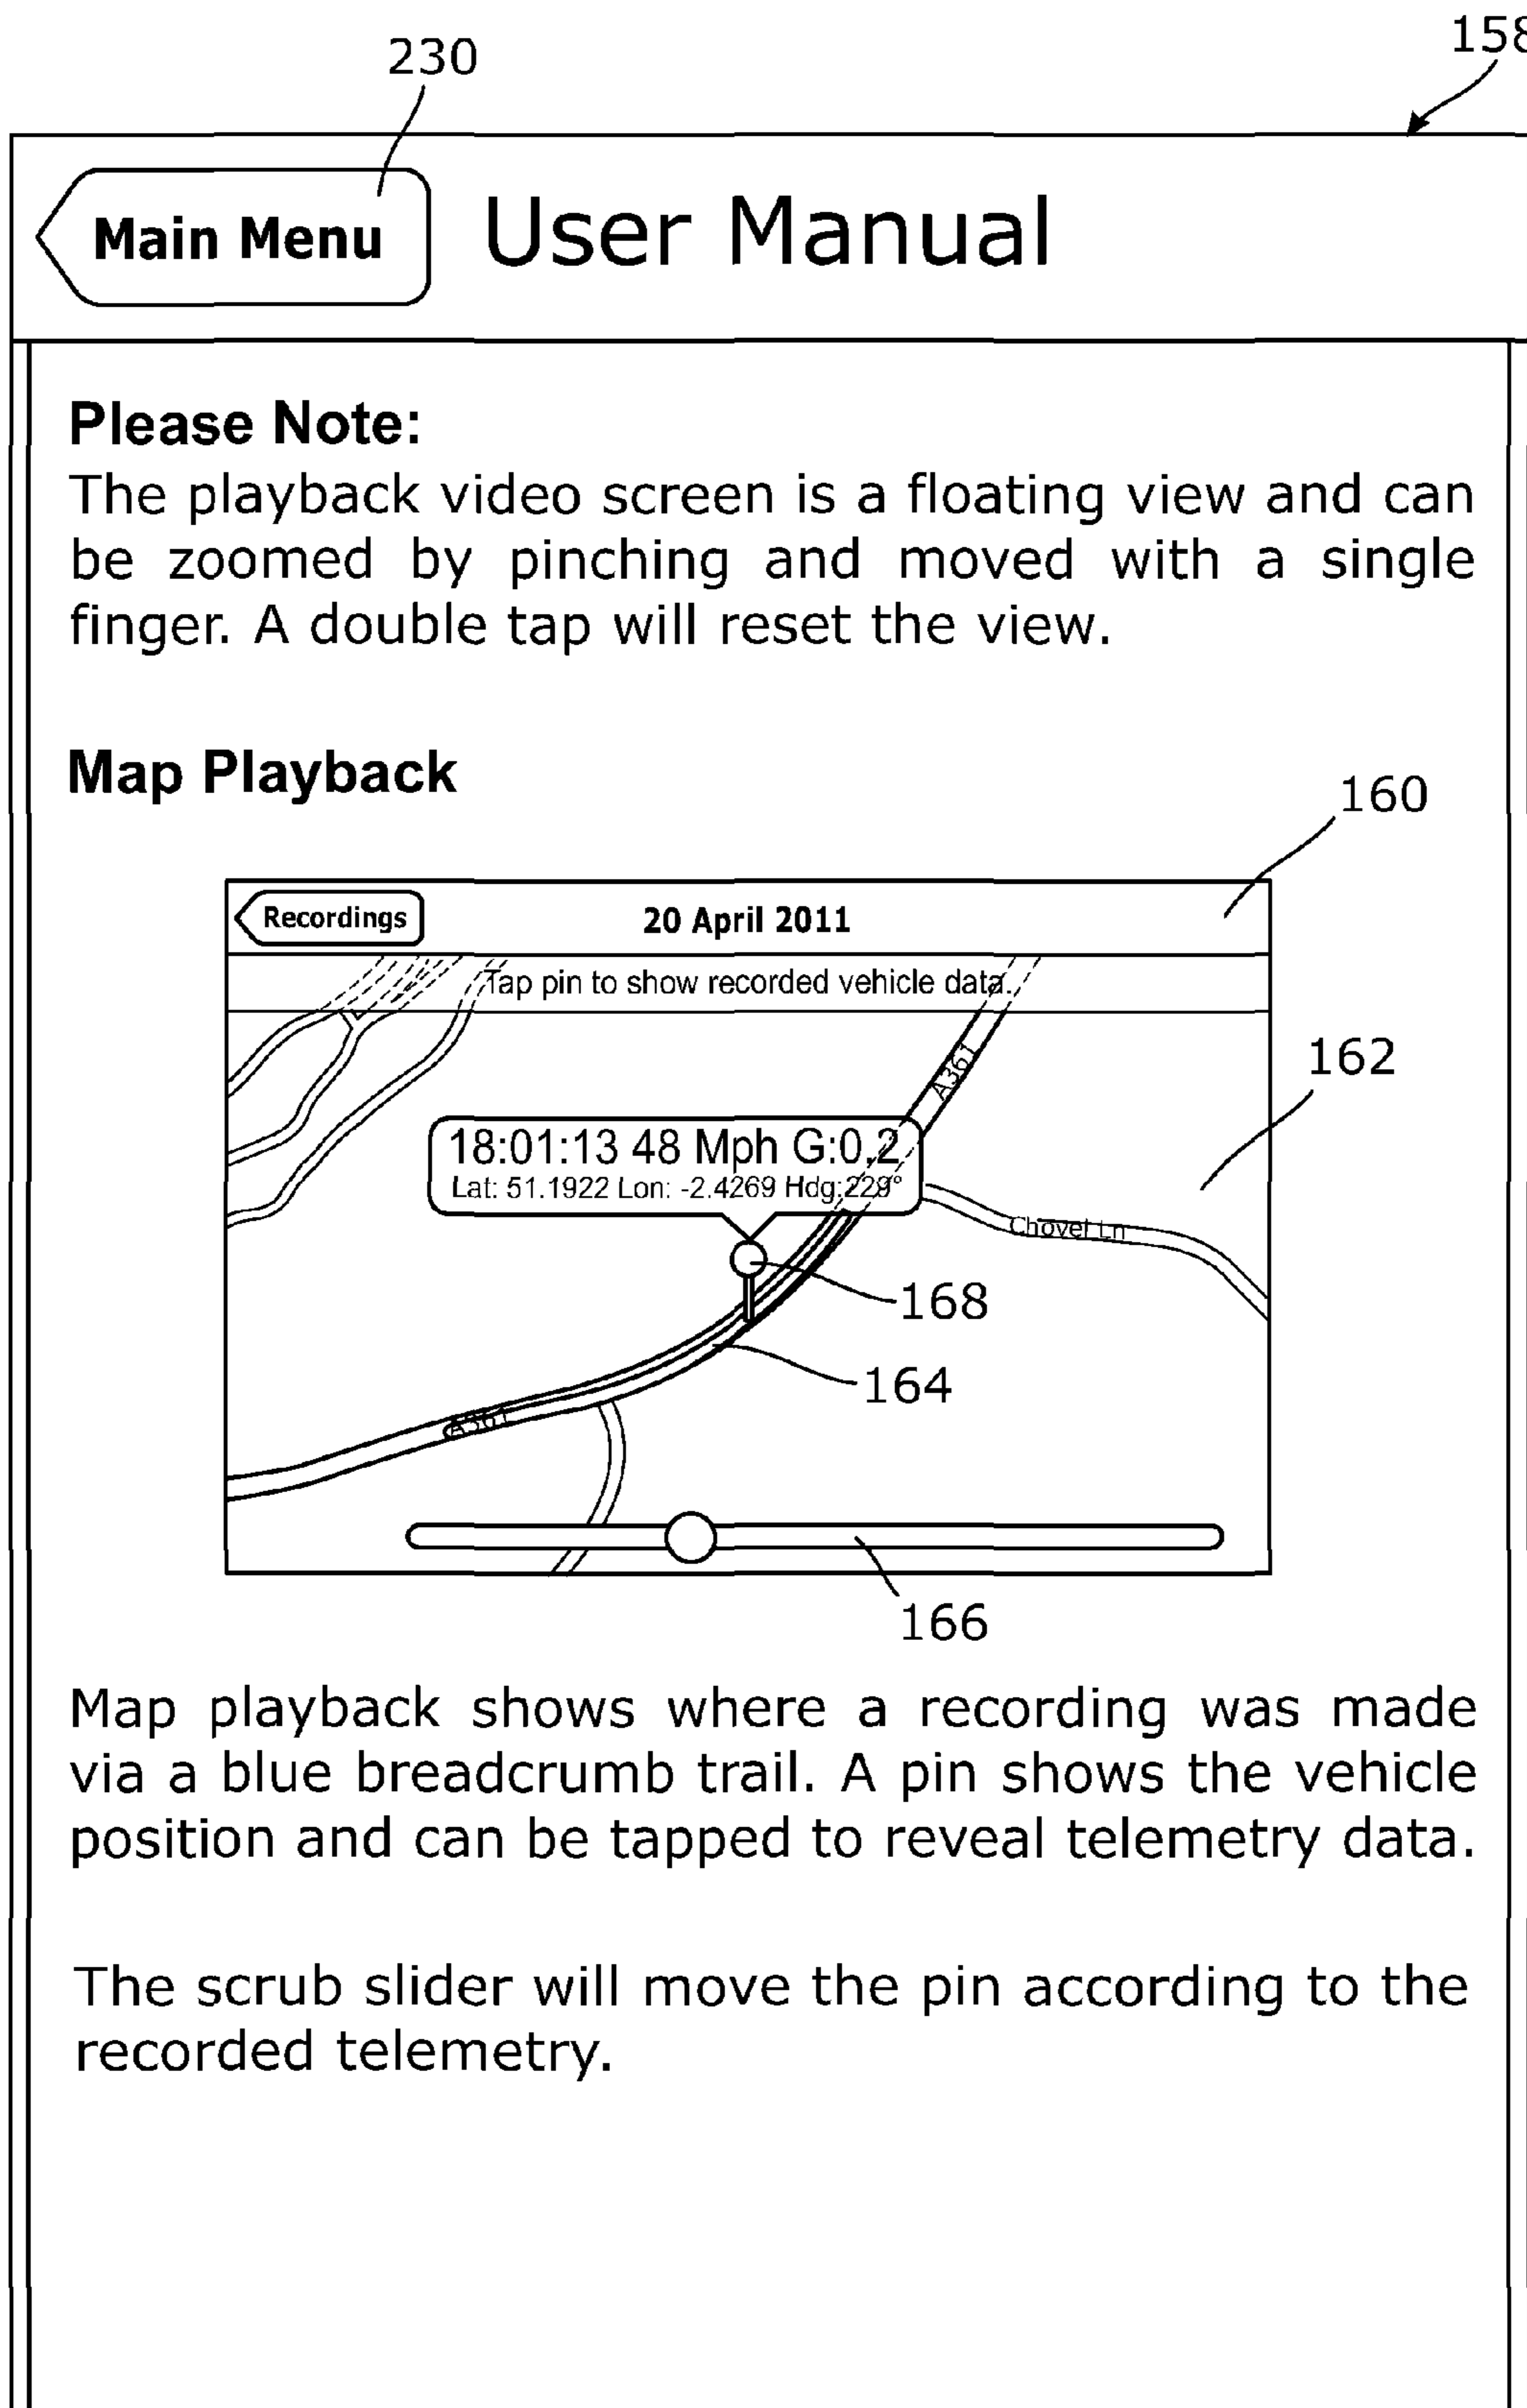 230
158
Main Menu
User Manual
Please Note:
The playback video screen is a floating view and can
be zoomed by pinching and moved with a single
finger. A double tap will reset the view.
Map Playback
160
Recordings
20 April 2011
Tap pin to show recorded vehicle data.
162
A361
18:01:13 48 Mph G:0.2
Lat: 51.1922 Lon: -2.4269 Hdg:229°
Chovel Ln
168
164
A361
166
Map playback shows where a recording was made
via a blue breadcrumb trail. A pin shows the vehicle
position and can be tapped to reveal telemetry data.
The scrub slider will move the pin according to the
recorded telemetry.